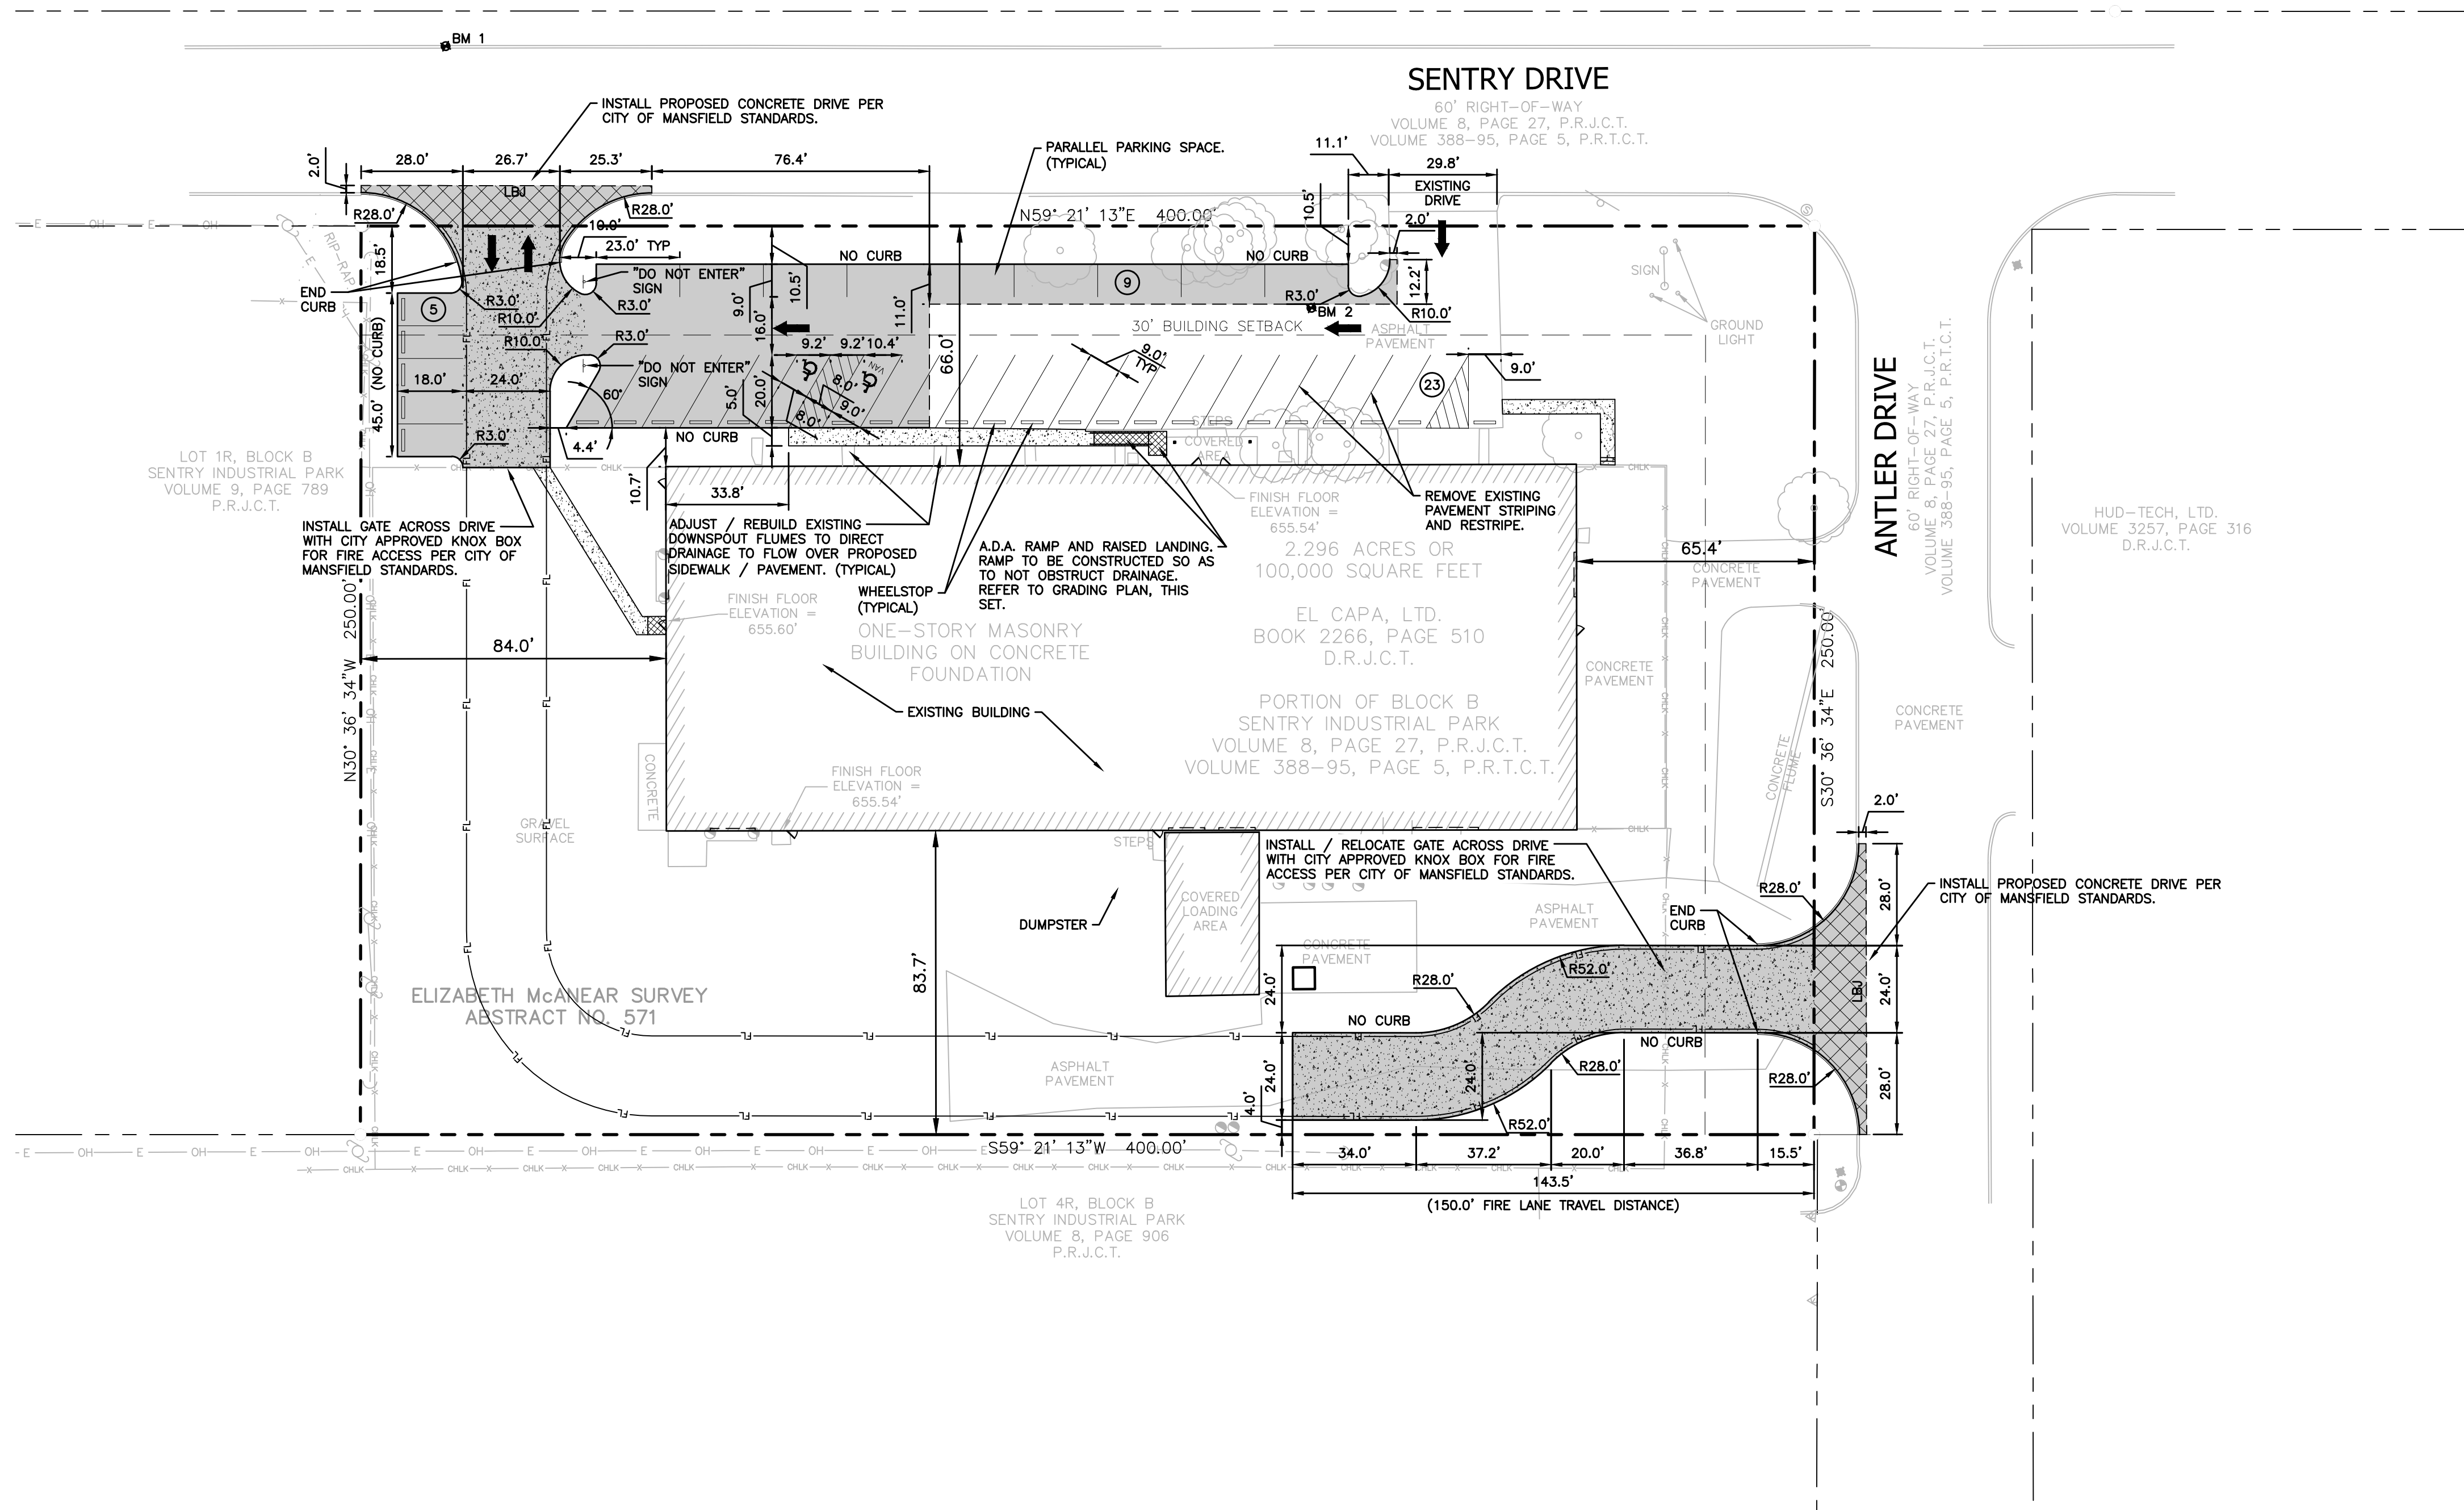 BM 1
SENTRY DRIVE
60' RIGHT-OF-WAY
VOLUME 8, PAGE 27, P.R.J.C.T.
VOLUME 388-95, PAGE 5, P.R.T.C.T.
INSTALL PROPOSED CONCRETE DRIVE PER
CITY OF MANSFIELD STANDARDS.
PARALLEL PARKING SPACE.
(TYPICAL)
2.0'
28.0'
26.7'
25.3'
76.4'
11.1'
29.8'
EXISTING
DRIVE
LBJ
R28.0'
R28.0'
N59° 21' 13"E 400.00'
10.5'
2.0'
E
OH
E
OH
RIP-RAP
18.5'
10.0'
23.0' TYP
NO CURB
NO CURB
"DO NOT ENTER"
SIGN
END
CURB
5
R3.0'
R10.0'
R3.0'
9.0'
10.5'
11.0'
9
R3.0'
BM 2
12.2'
R10.0'
SIGN
GROUND
LIGHT
30' BUILDING SETBACK
ASPHALT
PAVEMENT
16.0'
R10.0'
R3.0'
"DO NOT ENTER"
SIGN
9.2'
9.2'
10.4'
VAN
66.0'
9.0'
TYP
23
9.0'
45.0' (NO CURB)
18.0'
24.0'
60°
5.0'
20.0'
8.0'
8.0'
9.0'
R3.0'
4.4'
NO CURB
STEPS
COVERED
AREA
10.7'
33.8'
LOT 1R, BLOCK B
SENTRY INDUSTRIAL PARK
VOLUME 9, PAGE 789
P.R.J.C.T.
INSTALL GATE ACROSS DRIVE
WITH CITY APPROVED KNOX BOX
FOR FIRE ACCESS PER CITY OF
MANSFIELD STANDARDS.
ADJUST / REBUILD EXISTING
DOWNSPOUT FLUMES TO DIRECT
DRAINAGE TO FLOW OVER PROPOSED
SIDEWALK / PAVEMENT. (TYPICAL)
WHEELSTOP
(TYPICAL)
A.D.A. RAMP AND RAISED LANDING.
RAMP TO BE CONSTRUCTED SO AS
TO NOT OBSTRUCT DRAINAGE.
REFER TO GRADING PLAN, THIS
SET.
FINISH FLOOR
ELEVATION =
655.54'
REMOVE EXISTING
PAVEMENT STRIPING
AND RESTRIPE.
2.296 ACRES OR
100,000 SQUARE FEET
EL CAPA, LTD.
BOOK 2266, PAGE 510
D.R.J.C.T.
PORTION OF BLOCK B
SENTRY INDUSTRIAL PARK
VOLUME 8, PAGE 27, P.R.J.C.T.
VOLUME 388-95, PAGE 5, P.R.T.C.T.
65.4'
CONCRETE
PAVEMENT
ANTLER DRIVE
60' RIGHT-OF-WAY
VOLUME 8, PAGE 27, P.R.J.C.T.
VOLUME 388-95, PAGE 5, P.R.T.C.T.
HUD-TECH, LTD.
VOLUME 3257, PAGE 316
D.R.J.C.T.
FINISH FLOOR
ELEVATION =
655.60'
ONE-STORY MASONRY
BUILDING ON CONCRETE
FOUNDATION
84.0'
N30° 36' 34"W 250.00'
EXISTING BUILDING
CONCRETE
PAVEMENT
CONCRETE
FLUME
S30° 36' 34"E 250.00'
CONCRETE
PAVEMENT
CONCRETE
FINISH FLOOR
ELEVATION =
655.54'
GRAVEL
SURFACE
STEPS
2.0'
INSTALL / RELOCATE GATE ACROSS DRIVE
WITH CITY APPROVED KNOX BOX FOR FIRE
ACCESS PER CITY OF MANSFIELD STANDARDS.
INSTALL PROPOSED CONCRETE DRIVE PER
CITY OF MANSFIELD STANDARDS.
COVERED
LOADING
AREA
DUMPSTER
CONCRETE
PAVEMENT
ASPHALT
PAVEMENT
END
CURB
R28.0'
28.0'
ELIZABETH McANEAR SURVEY
ABSTRACT NO. 571
83.7'
24.0'
R28.0'
R52.0'
LBJ
24.0'
NO CURB
NO CURB
ASPHALT
PAVEMENT
24.0'
24.0'
R28.0'
R28.0'
28.0'
4.0'
R52.0'
S59° 21' 13"W 400.00'
34.0'
37.2'
20.0'
36.8'
15.5'
143.5'
(150.0' FIRE LANE TRAVEL DISTANCE)
LOT 4R, BLOCK B
SENTRY INDUSTRIAL PARK
VOLUME 8, PAGE 906
P.R.J.C.T.
FL
CHLK